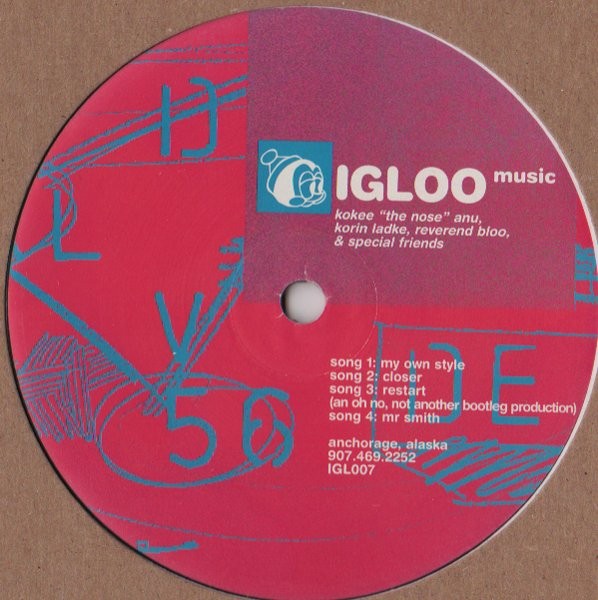 IGLOO music
kokee "the nose" anu,
korin ladke, reverend bloo,
& special friends
song 1: my own style
song 2: closer
song 3: restart
(an oh no, not another bootleg production)
song 4: mr smith
anchorage, alaska
907.469.2252
IGL007
L
V
56
DE